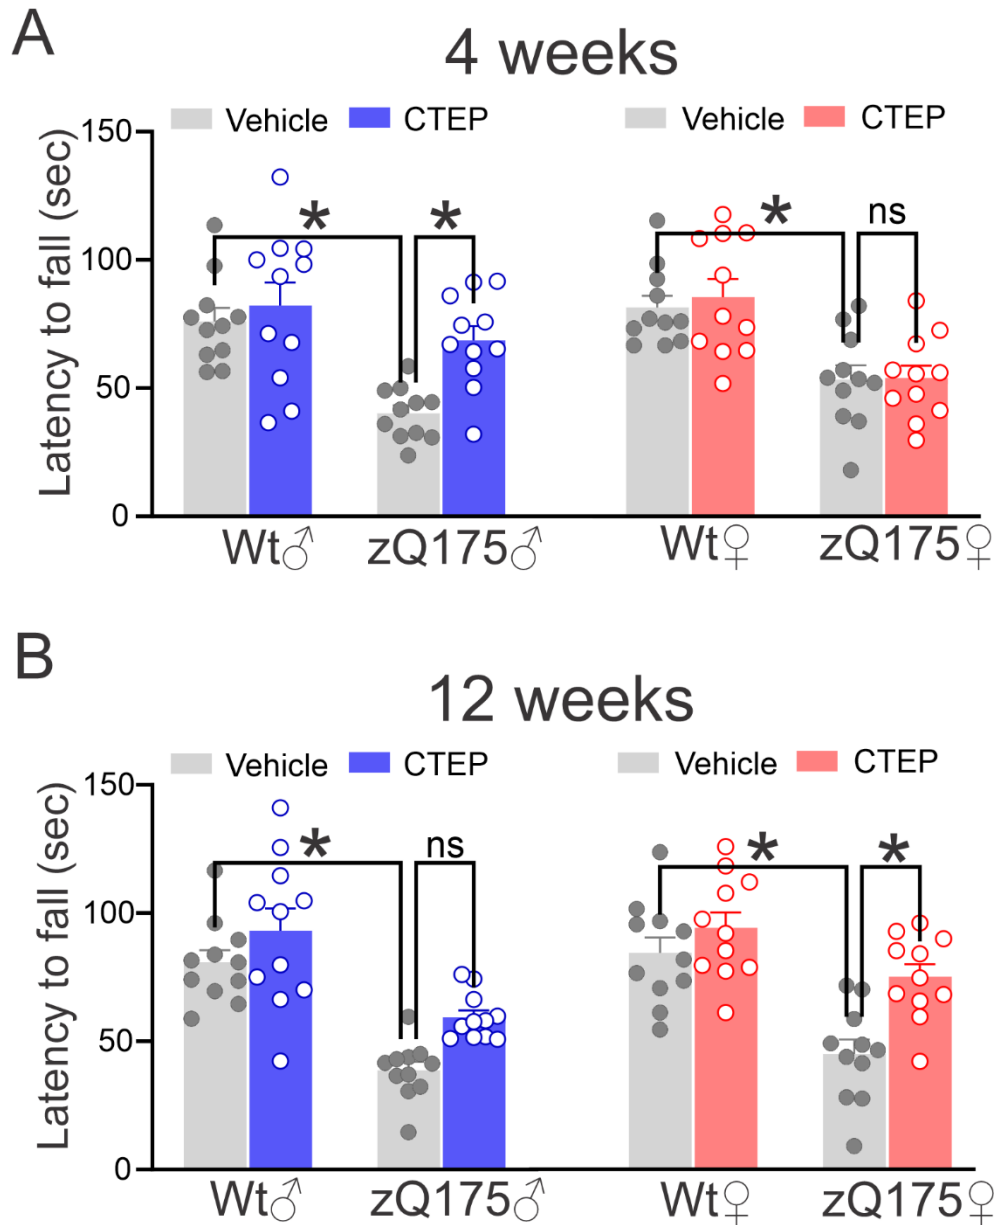 A
4 weeks
Vehicle CTEP Vehicle CTEP
Latency to fall (sec)
150
100
50
0
* * * ns
Wt♂ zQ175♂ Wt♀ zQ175♀
B
12 weeks
Vehicle CTEP Vehicle CTEP
Latency to fall (sec)
150
100
50
0
* ns * *
Wt♂ zQ175♂ Wt♀ zQ175♀